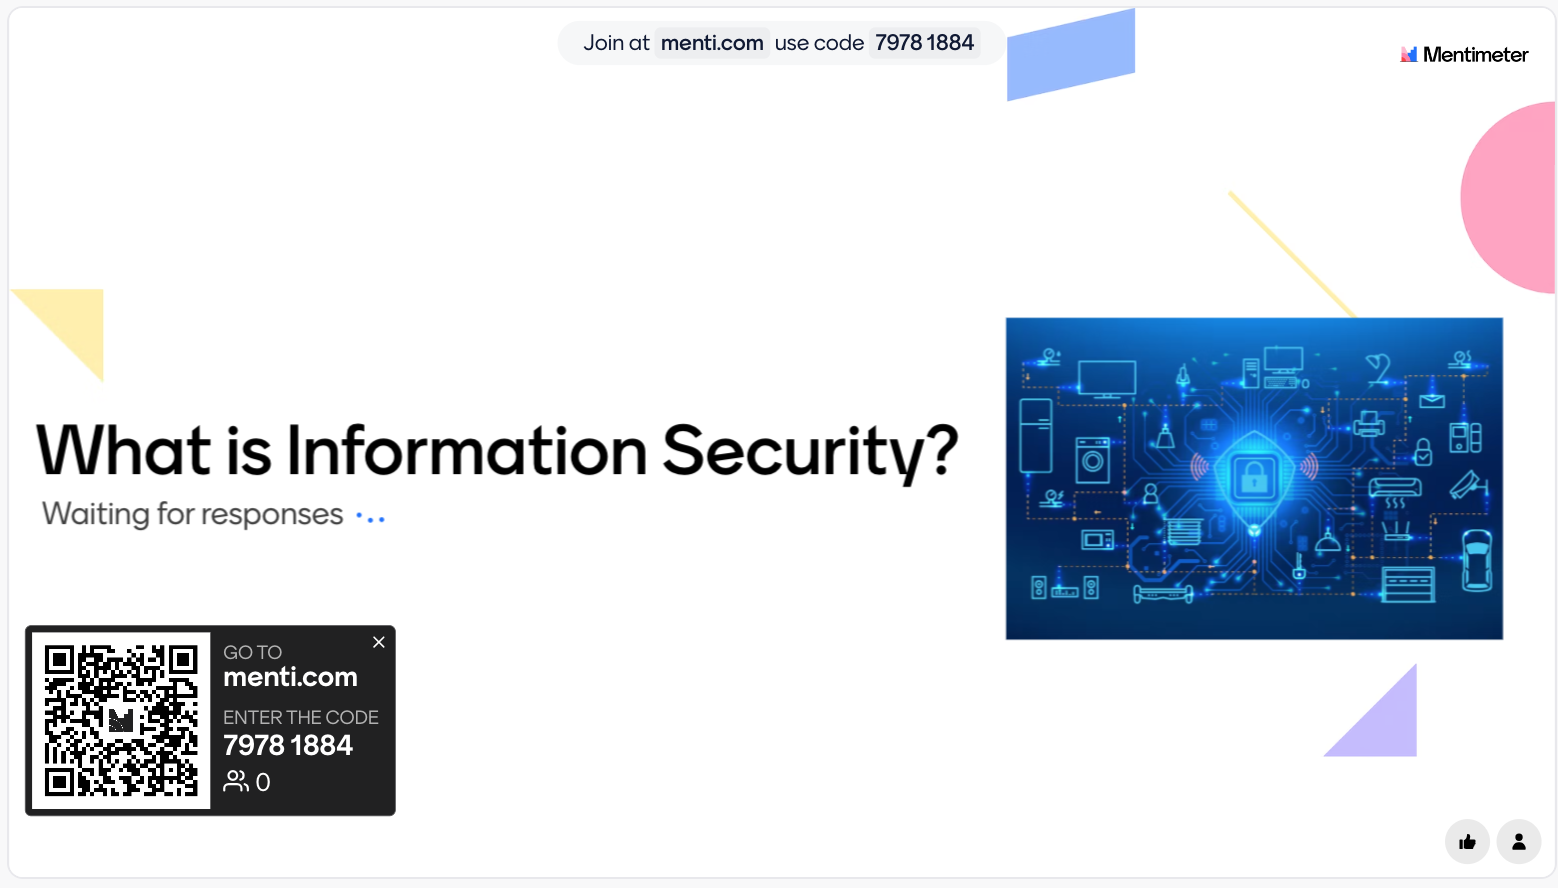 Join at menti.com use code 7978 1884
Mentimeter
What is Information Security?
Waiting for responses
GO TO
menti.com
ENTER THE CODE
7978 1884
0